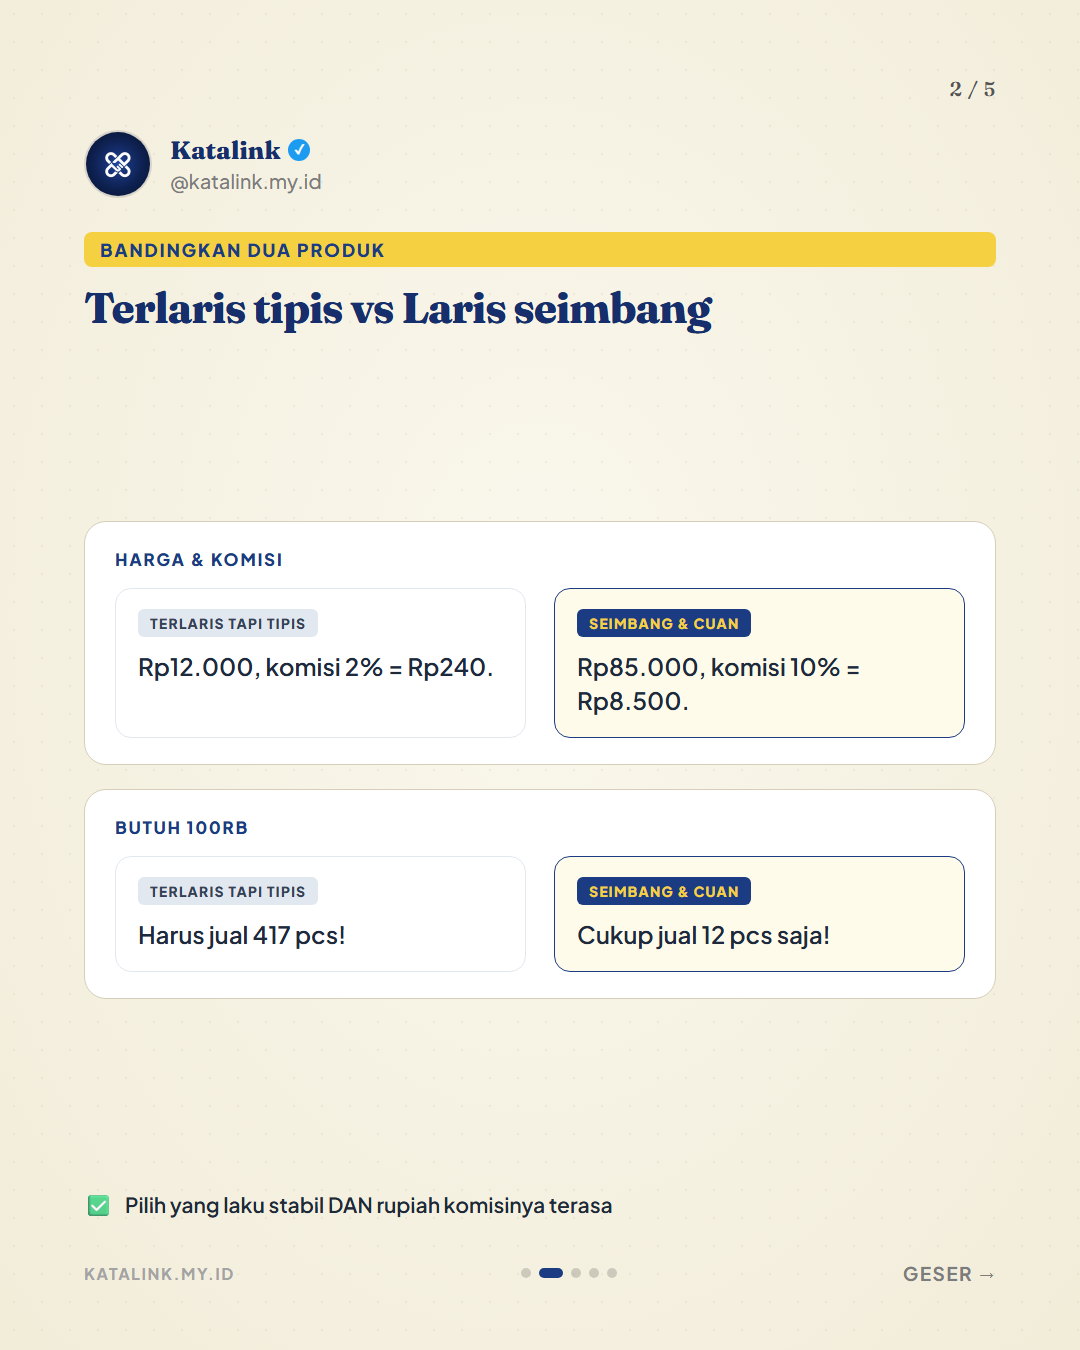 2 / 5
Katalink
@katalink.my.id
BANDINGKAN DUA PRODUK
Terlaris tipis vs Laris seimbang
HARGA & KOMISI
TERLARIS TAPI TIPIS
Rp12.000, komisi 2% = Rp240.
SEIMBANG & CUAN
Rp85.000, komisi 10% =
Rp8.500.
BUTUH 100RB
TERLARIS TAPI TIPIS
Harus jual 417 pcs!
SEIMBANG & CUAN
Cukup jual 12 pcs saja!
✅ Pilih yang laku stabil DAN rupiah komisinya terasa
KATALINK.MY.ID
GESER →